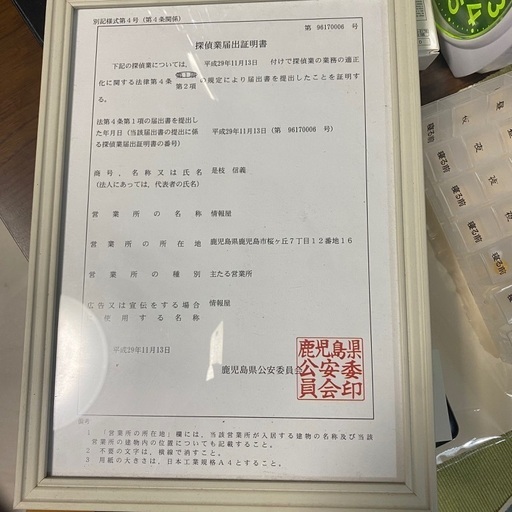 別記様式第4号(第4条関係)
第 96170006 号
探偵業届出証明書
下記の探偵業については、 平成29年11月13日 付けで探偵業の業務の適正
化に関する法律第4条 第2項 の規定により届出書を提出したことを証明す
る。
法第4条第1項の届出書を提出し
た年月日(当該届出書の提出に係 平成29年11月13日(第 96170006 号)
る探偵業届出証明書の番号)
商号、名称又は氏名 是枝 信義
(法人にあっては、代表者の氏名)
営業所の名称 情報屋
営業所の所在地 鹿児島県鹿児島市桜ヶ丘7丁目12番地16
営業所の種別 主たる営業所
広告又は宣伝をする場合 情報屋
使用する名称
平成29年11月13日
鹿児島県公安委員会
鹿児島県
公安委
員会印
備考
1 「営業所の所在地」欄には、当該営業所が入居する建物の名称及び当該
営業所の建物内の位置についても記載すること。
2 不要の文字は、横線で消すこと。
3 用紙の大きさは、日本工業規格A4とすること。
夜
夜
寝る前
寝る前
寝る前
寝る前